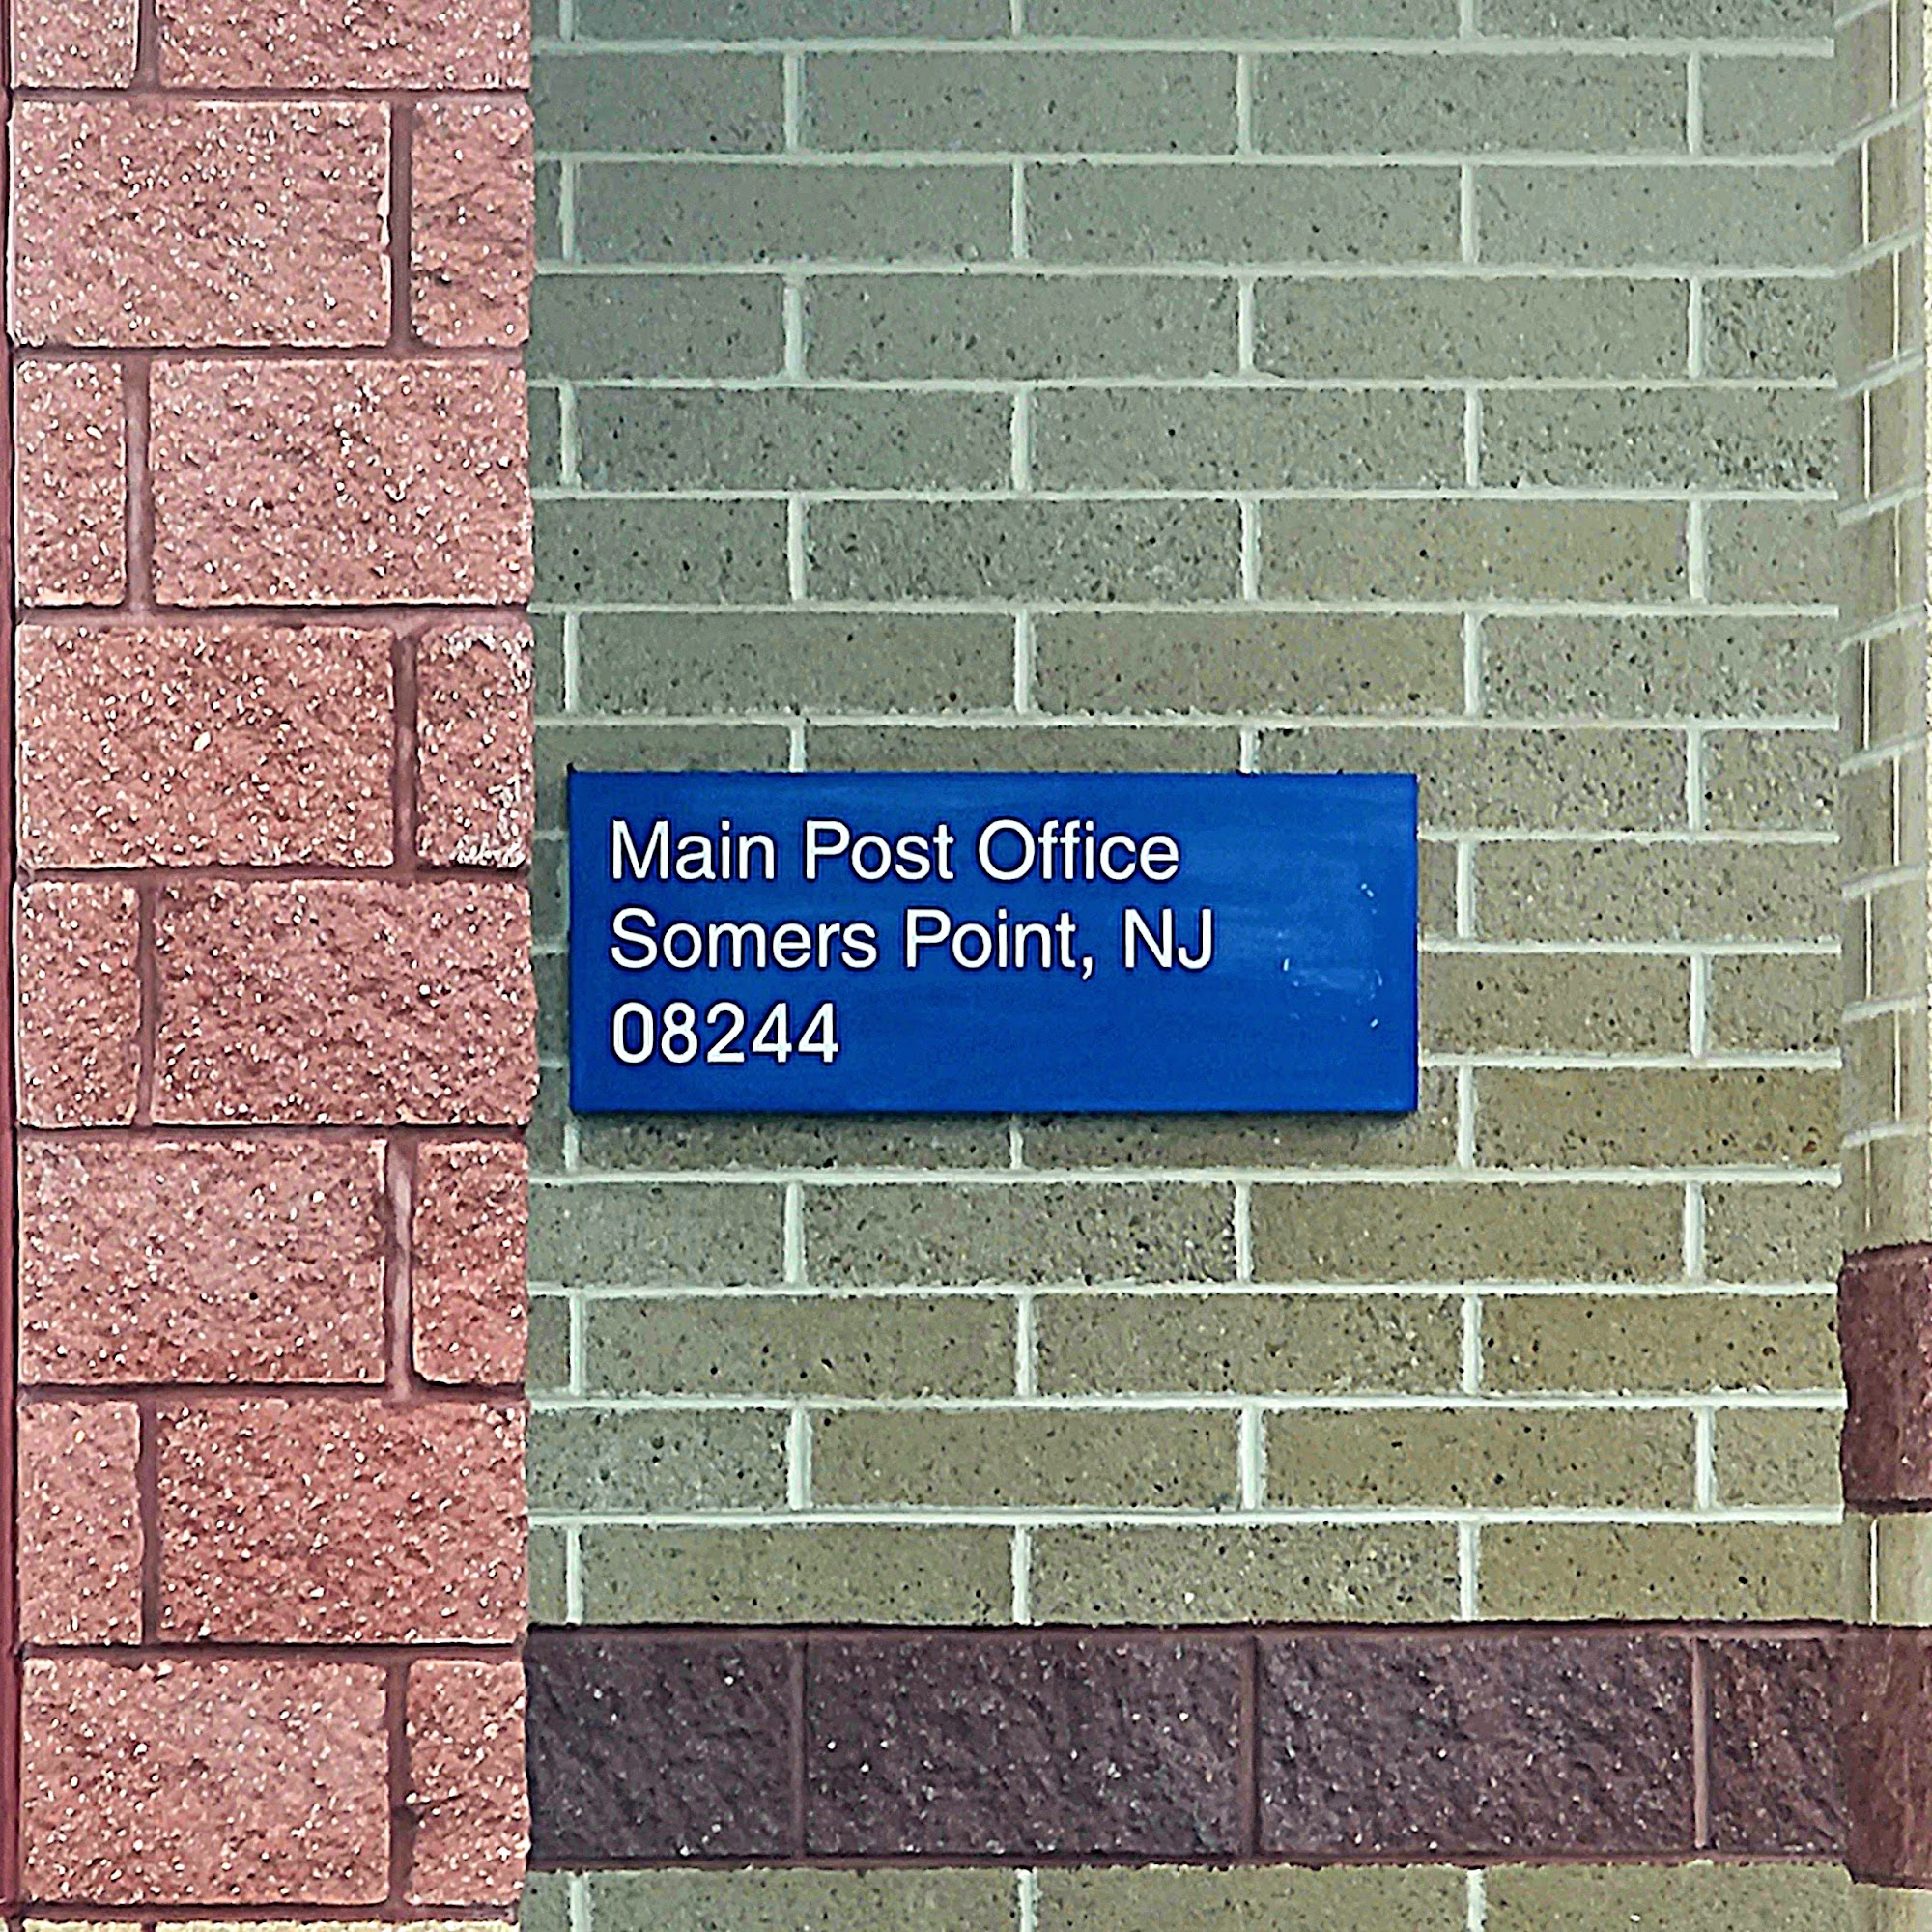 Main Post Office
Somers Point, NJ
08244